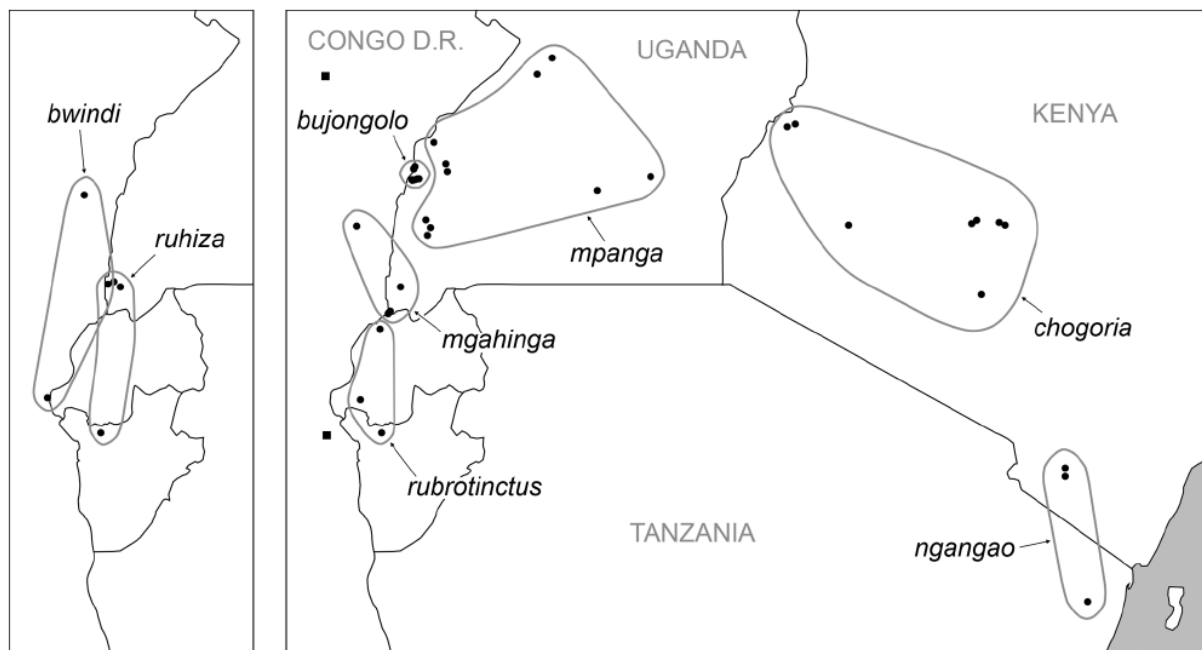 bwindi
ruhiza
CONGO D.R.
UGANDA
KENYA
bujongolo
mpanga
mgahinga
chogoria
rubrotinctus
TANZANIA
ngangao